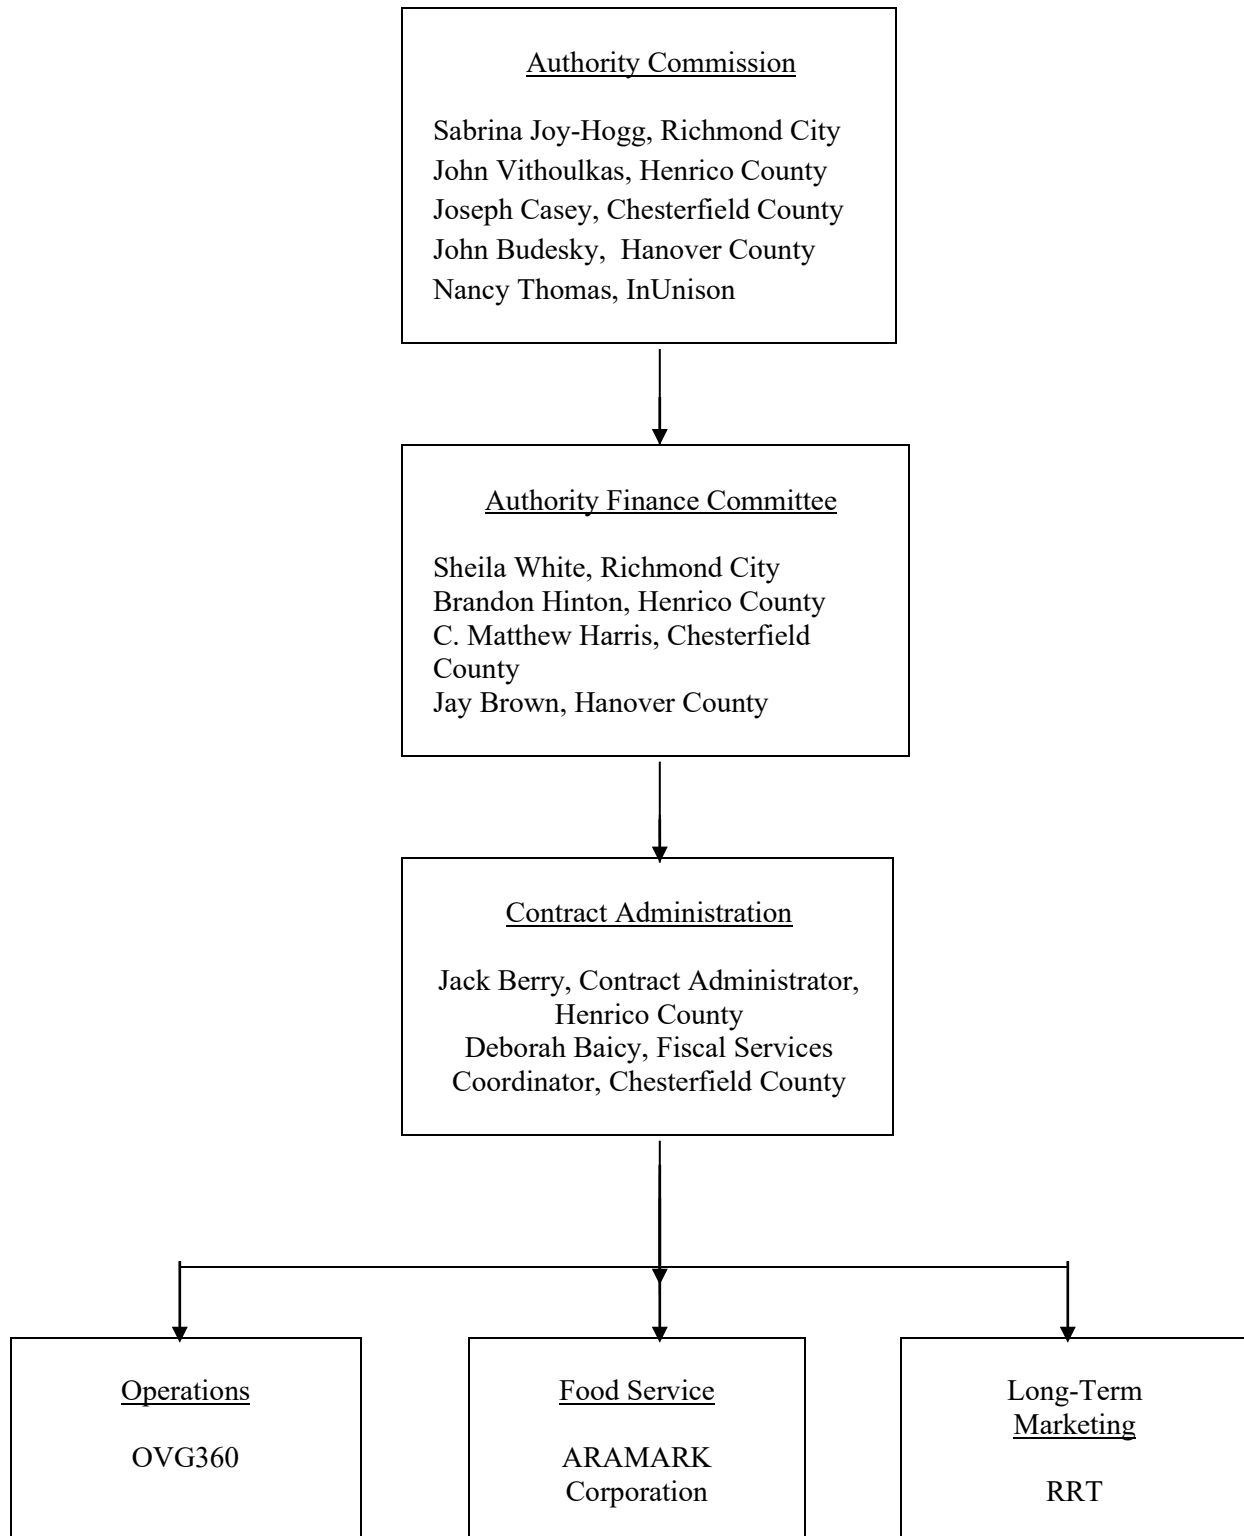 Authority Commission
Sabrina Joy-Hogg, Richmond City
John Vithoulkas, Henrico County
Joseph Casey, Chesterfield County
John Budesky,  Hanover County
Nancy Thomas, InUnison
Authority Finance Committee
Sheila White, Richmond City
Brandon Hinton, Henrico County
C. Matthew Harris, Chesterfield
County
Jay Brown, Hanover County
Contract Administration
Jack Berry, Contract Administrator,
Henrico County
Deborah Baicy, Fiscal Services
Coordinator, Chesterfield County
Operations
OVG360
Food Service
ARAMARK
Corporation
Long-Term
Marketing
RRT